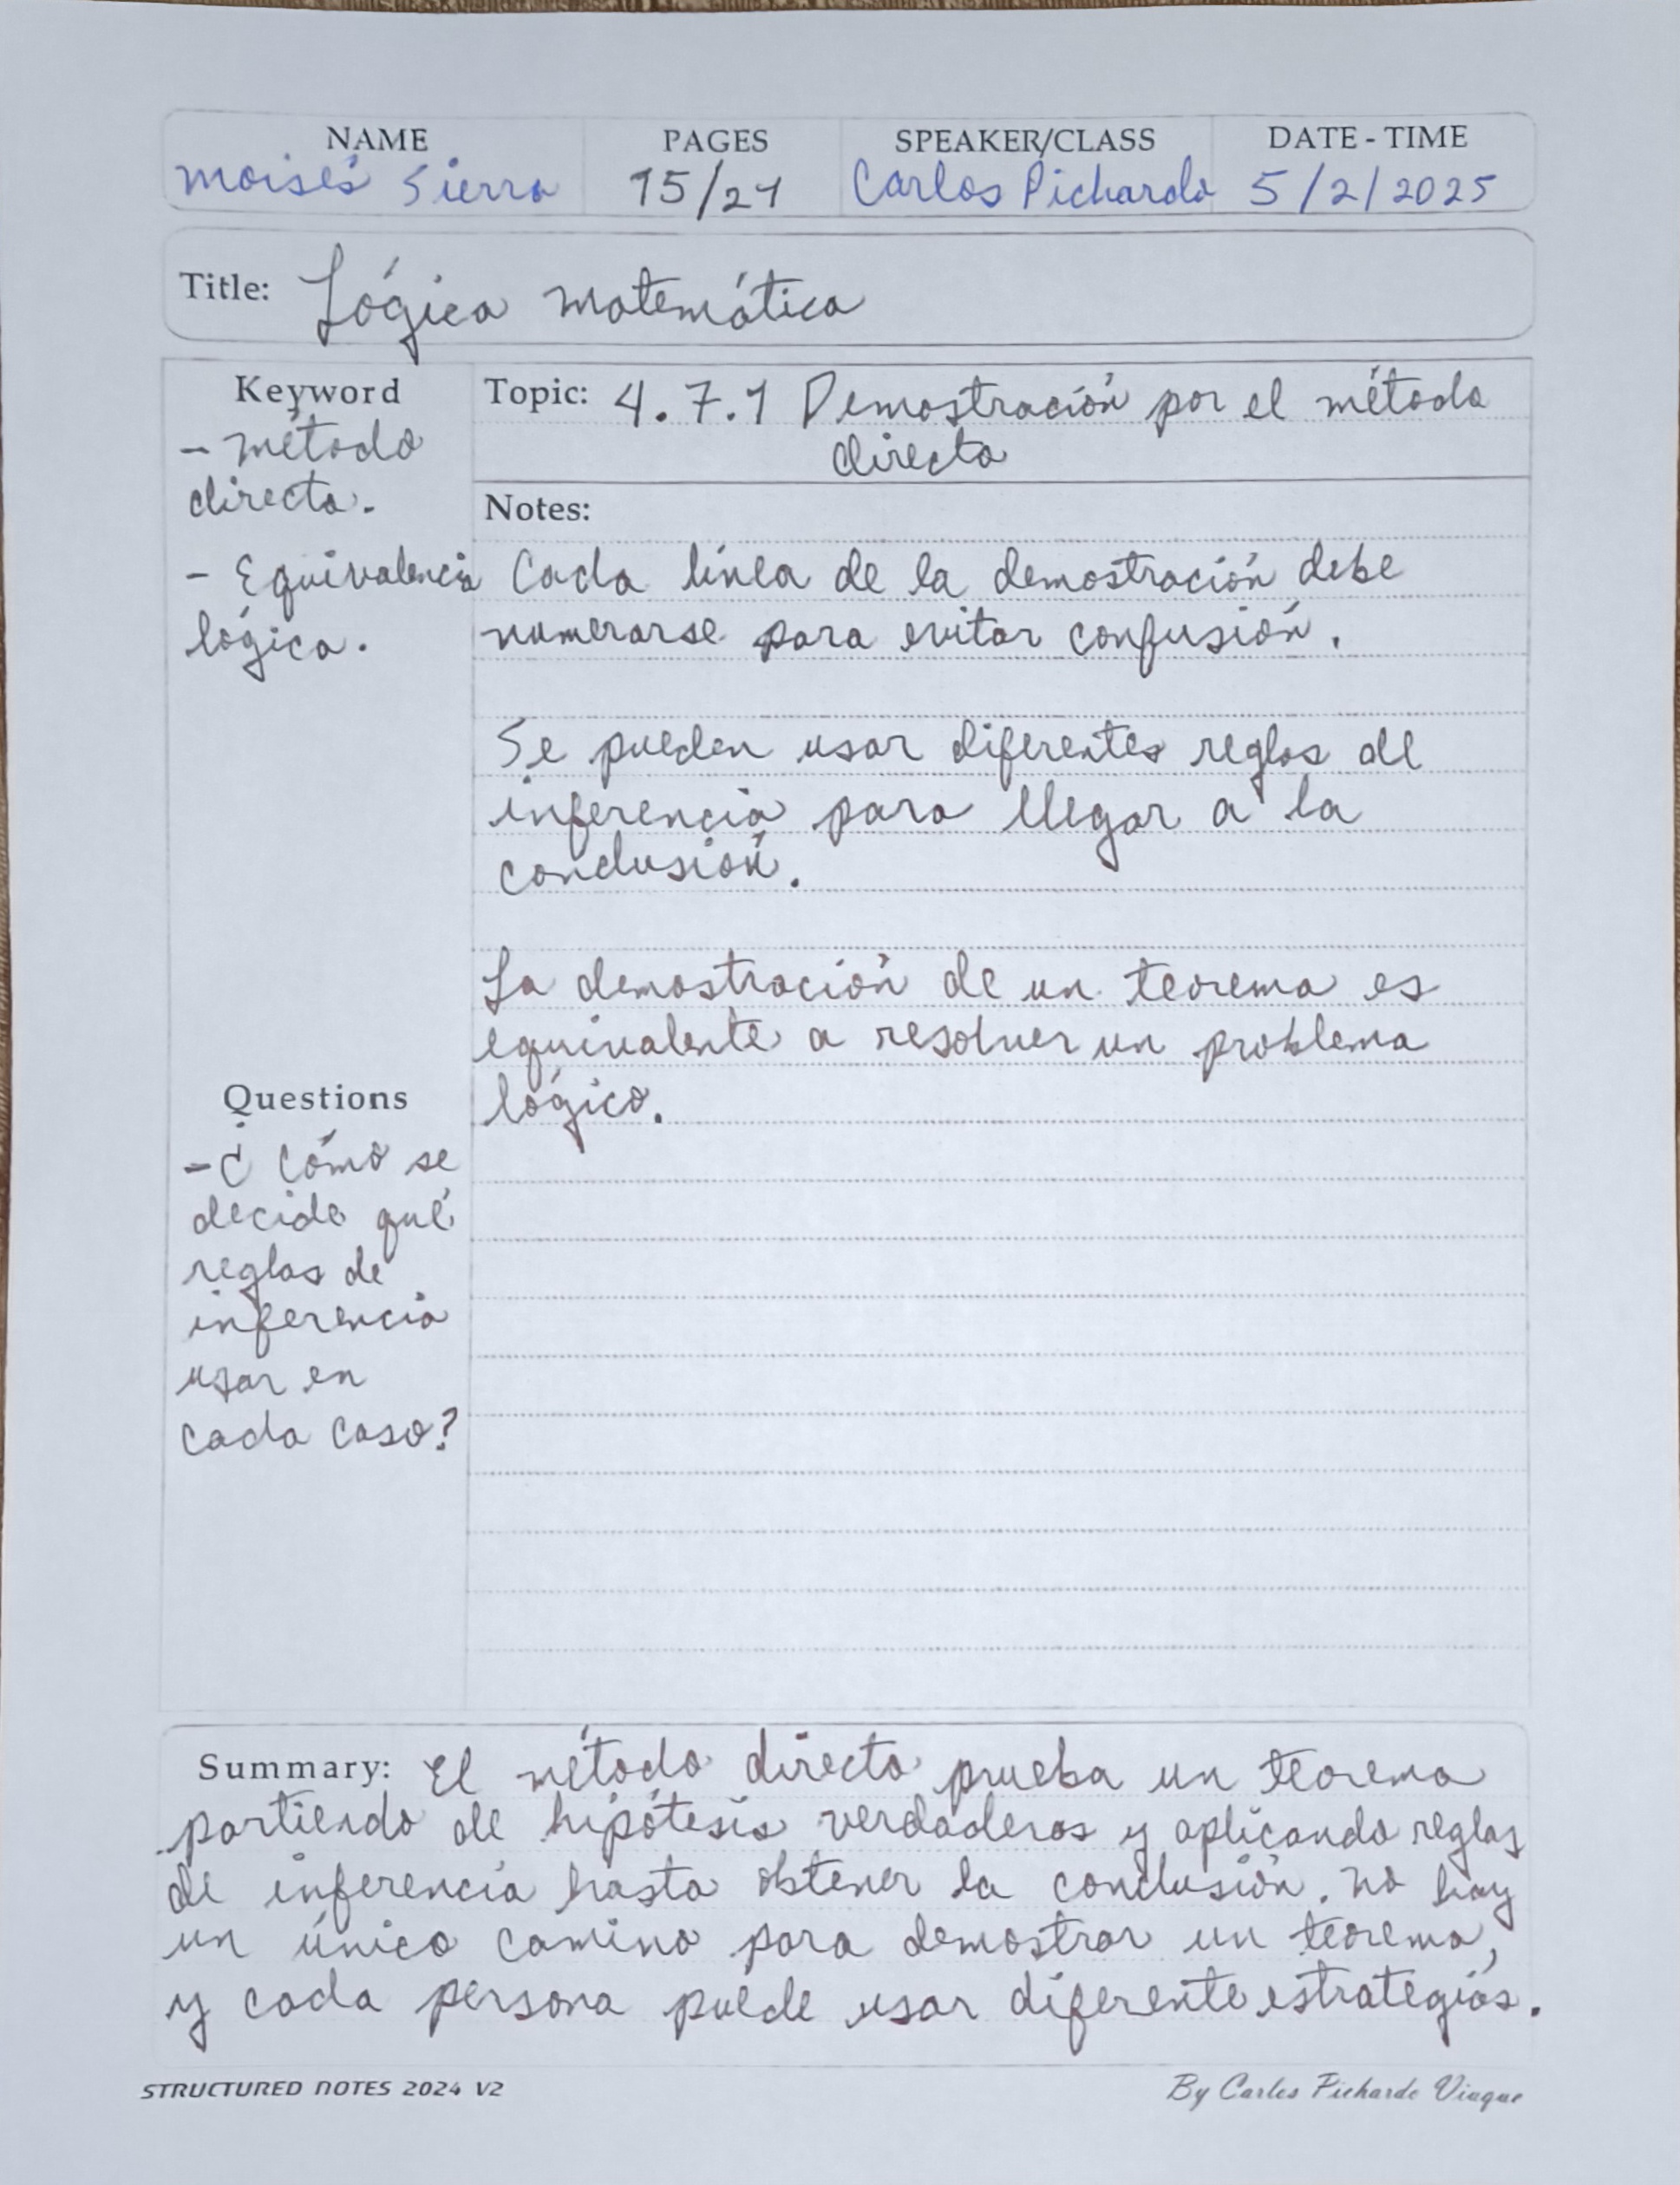 NAME PAGES SPEAKER/CLASS DATE - TIME
Moisés Sierra 15/21 Carlos Pichardo 5/2/2025
Title: Lógica matemática
Keyword
- método
directo.
- Equivalencia
lógica.
Topic: 4.7.1 Demostración por el método
directo
Notes:
Cada línea de la demostración debe
numerarse para evitar confusión.
Se pueden usar diferentes reglas de
inferencia para llegar a la
conclusión.
La demostración de un teorema es
equivalente a resolver un problema
lógico.
Questions
-¿ Cómo se
decide qué
reglas de
inferencia
usar en
cada caso?
Summary: El método directo prueba un teorema
partiendo de hipótesis verdaderas y aplicando reglas
de inferencia hasta obtener la conclusión. no hay
un único camino para demostrar un teorema,
y cada persona puede usar diferente estrategias.
STRUCTURED NOTES 2024 V2 By Carlos Pichardo Viuque